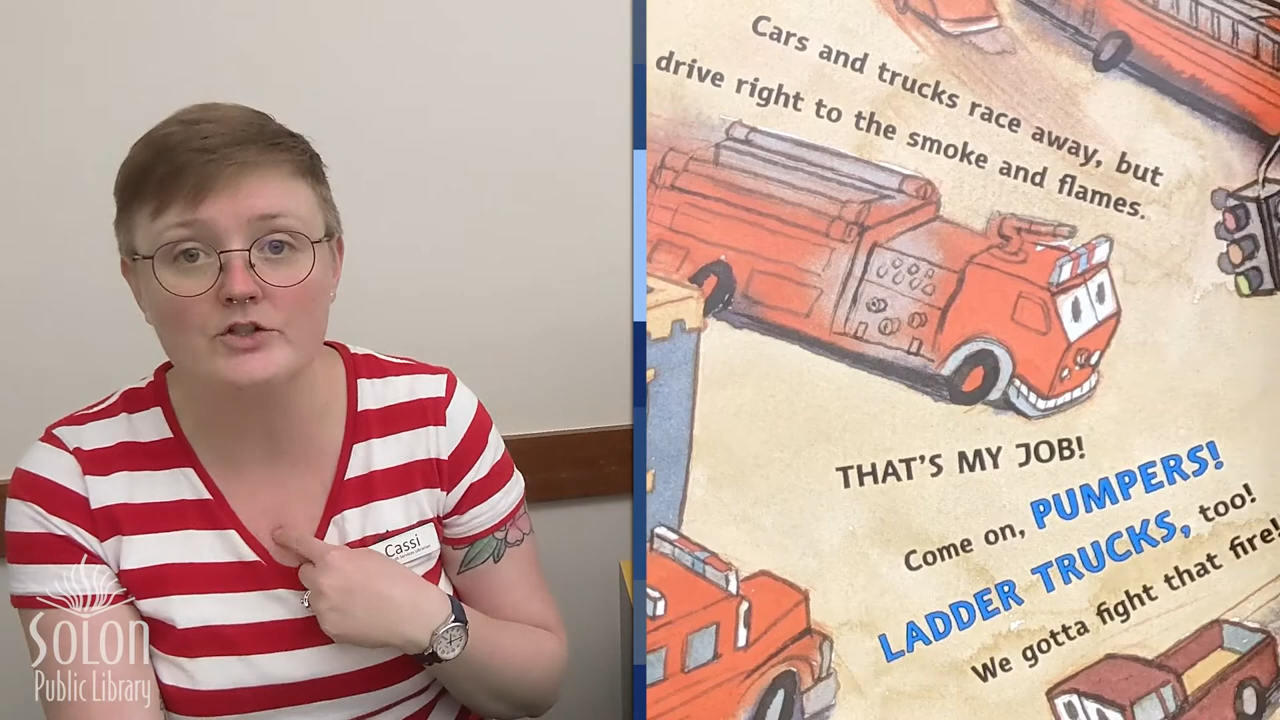 Cassi
SOLON
Public Library
Cars and trucks race away, but
drive right to the smoke and flames.
THAT'S MY JOB!
Come on, PUMPERS!
LADDER TRUCKS, too!
We gotta fight that fire!